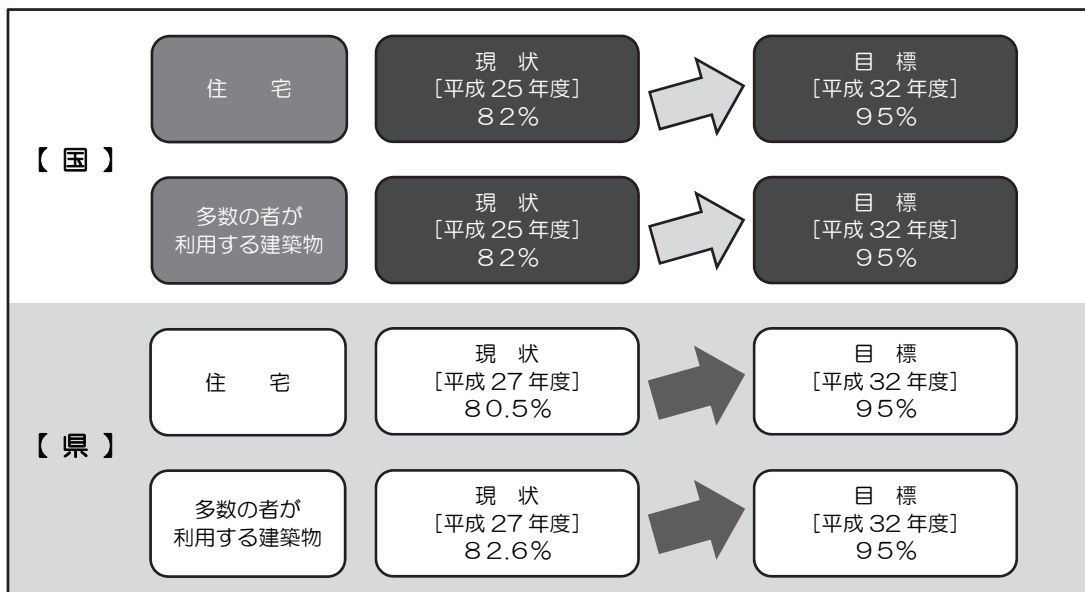 【 国 】
住　　宅
現　状
［平成 25 年度］
８２％
目　標
［平成 32 年度］
９５％
多数の者が
利用する建築物
現　状
［平成 25 年度］
８２％
目　標
［平成 32 年度］
９５％
【 県 】
住　　宅
現　状
［平成 27 年度］
８０.５％
目　標
［平成 32 年度］
９５％
多数の者が
利用する建築物
現　状
［平成 27 年度］
８２.６％
目　標
［平成 32 年度］
９５％